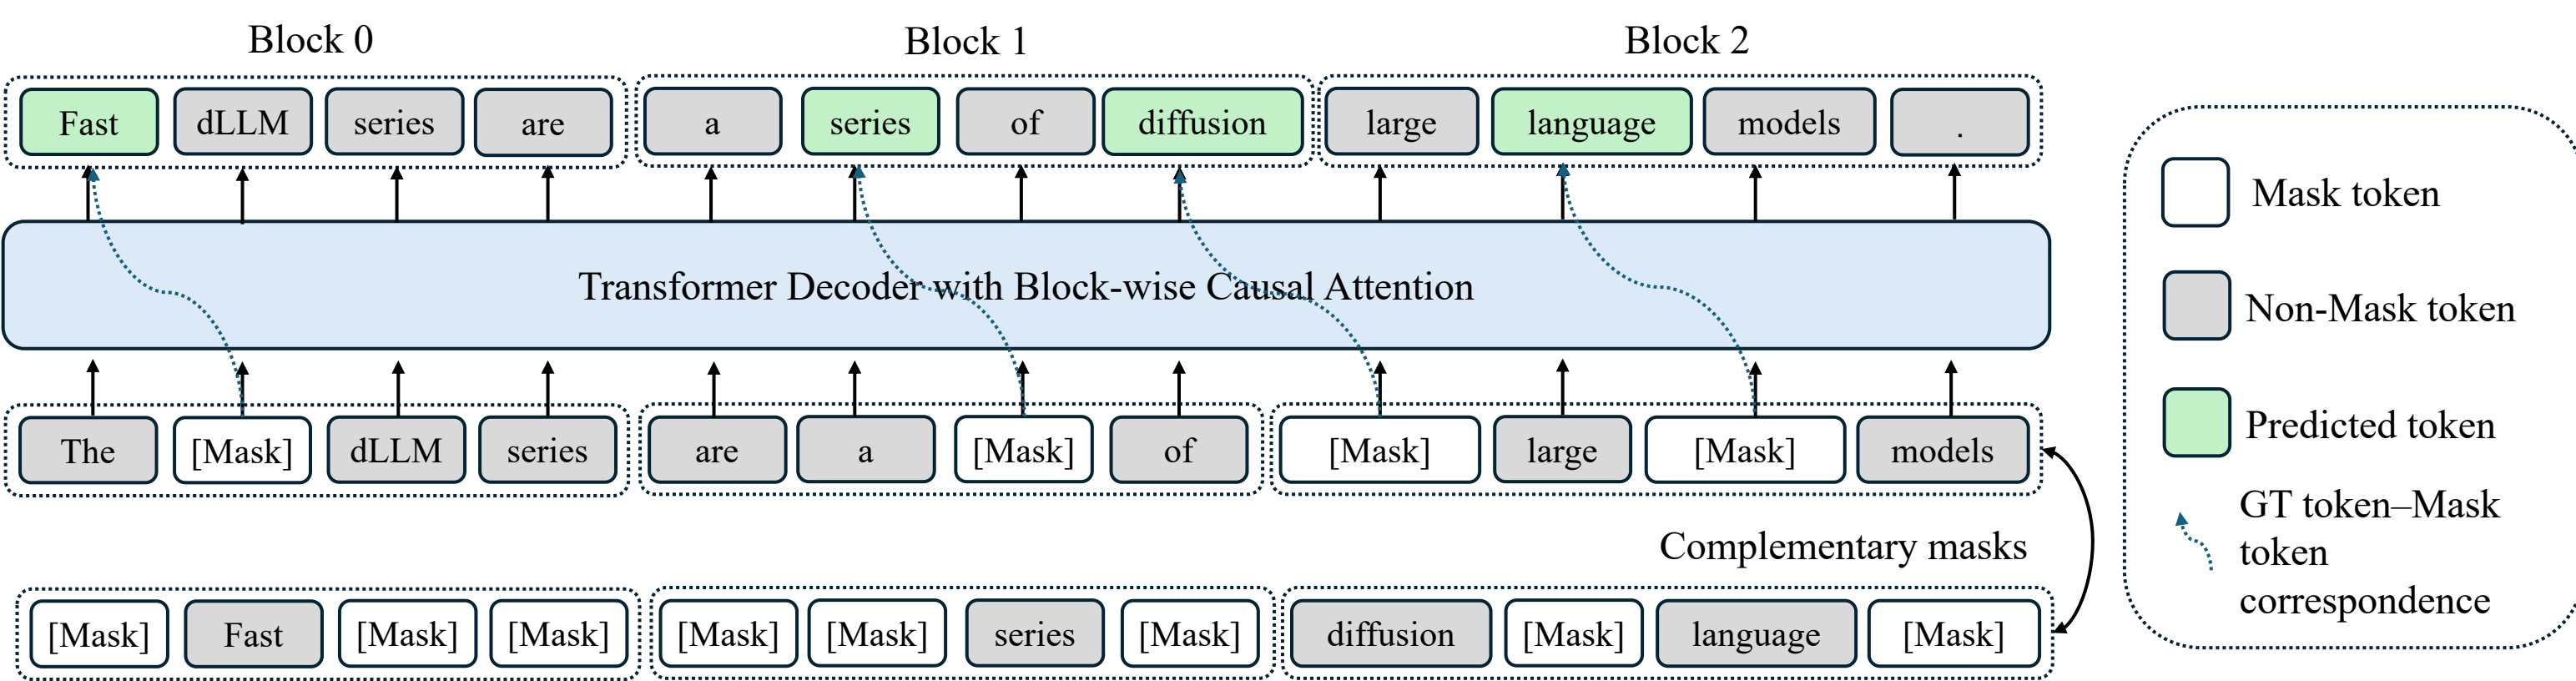 Block 0 Block 1 Block 2
Fast dLLM series are a series of diffusion large language models .
Transformer Decoder with Block-wise Causal Attention
The [Mask] dLLM series are a [Mask] of [Mask] large [Mask] models
Complementary masks
[Mask] Fast [Mask] [Mask] [Mask] [Mask] series [Mask] diffusion [Mask] language [Mask]
Mask token
Non-Mask token
Predicted token
GT token–Mask
token
correspondence